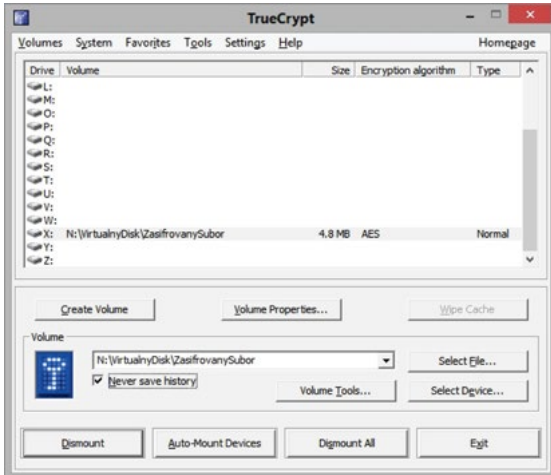 TrueCrypt
Volumes System Favorites Tools Settings Help Homepage
Drive Volume Size Encryption algorithm Type
L:
M:
O:
P:
Q:
R:
S:
T:
U:
V:
W:
X: N:\VirtualnyDisk\ZasifrovanySubor 4.8 MB AES Normal
Y:
Z:
Create Volume Volume Properties... Wipe Cache
Volume
N:\VirtualnyDisk\ZasifrovanySubor Select File...
Never save history Volume Tools... Select Device...
Dismount Auto-Mount Devices Dismount All Exit